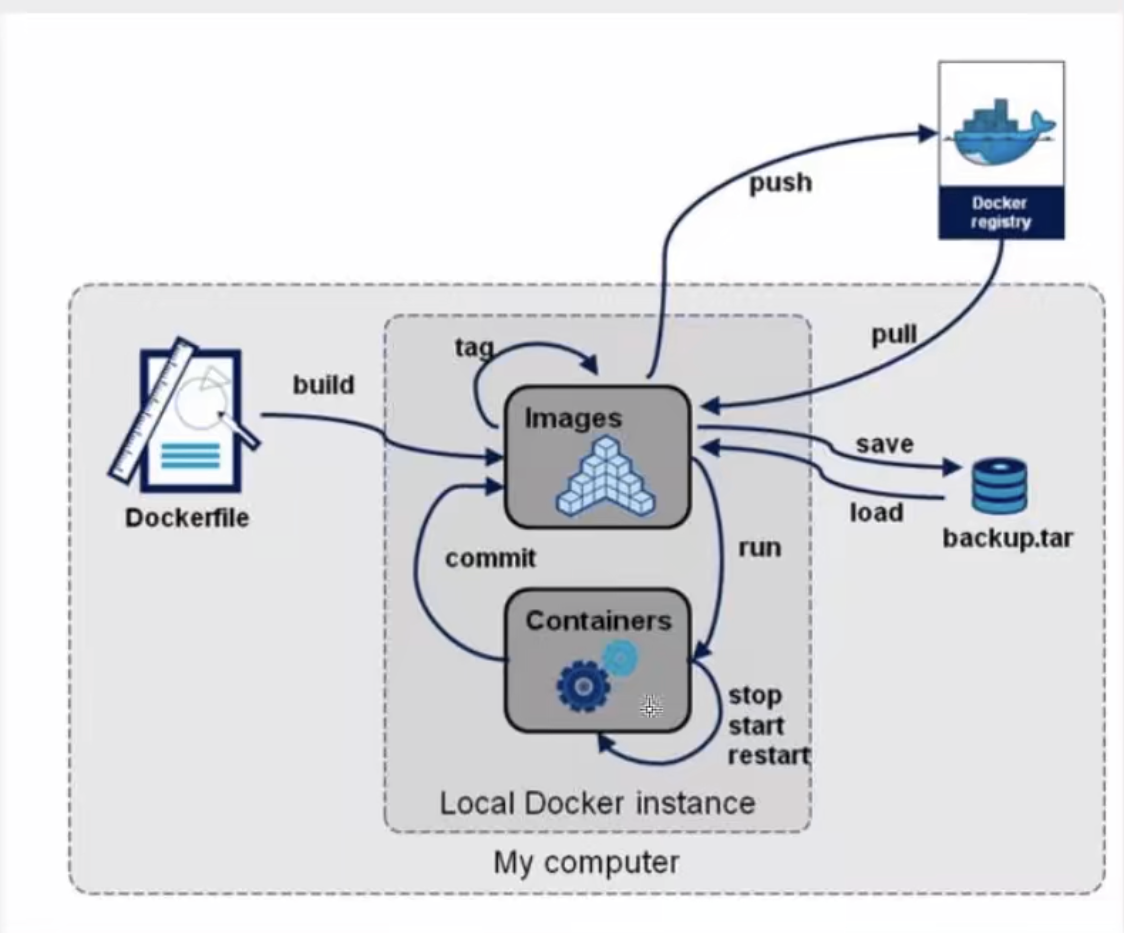 push
Docker
registry
pull
tag
build
Images
save
load
backup.tar
Dockerfile
commit
run
Containers
stop
start
restart
Local Docker instance
My computer